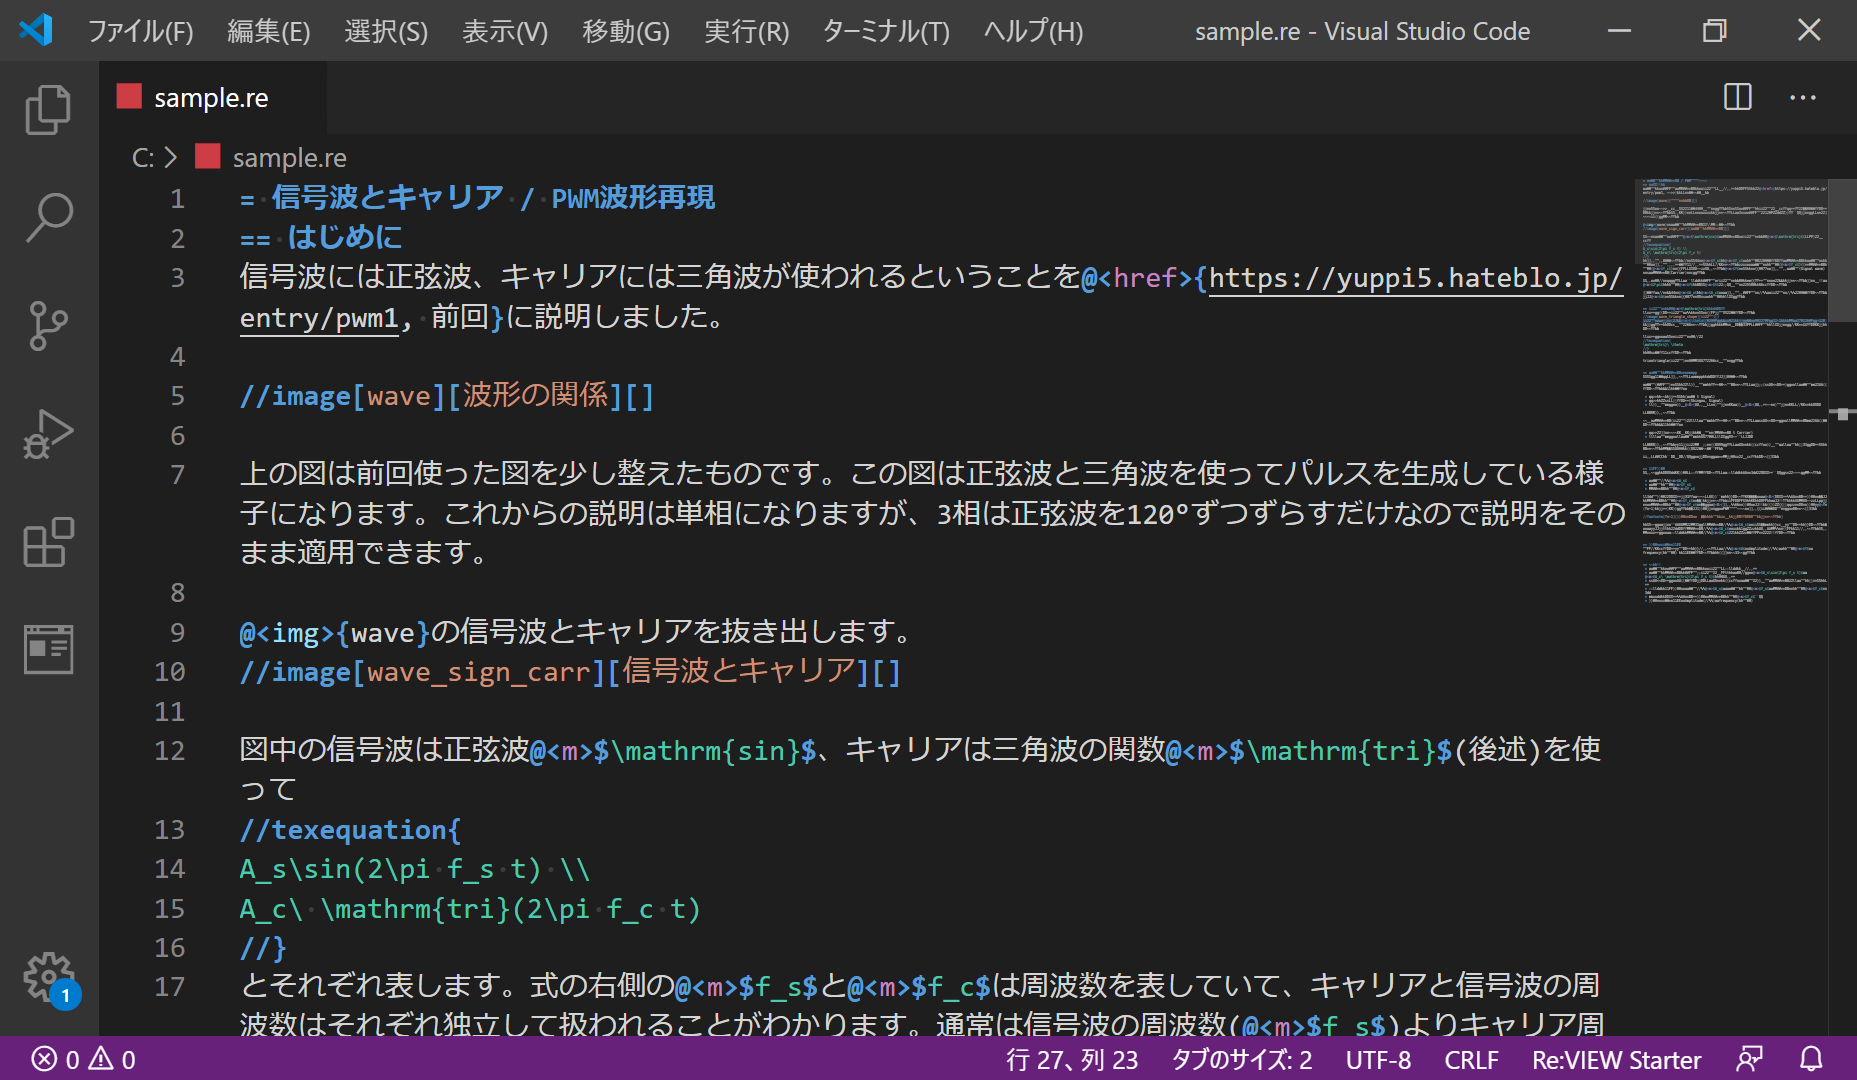 ファイル(F) 編集(E) 選択(S) 表示(V) 移動(G) 実行(R) ターミナル(T) ヘルプ(H) sample.re - Visual Studio Code
sample.re
C: > sample.re
1 = 信号波とキャリア / PWM波形再現
2 == はじめに
3 信号波には正弦波、キャリアには三角波が使われるということを@<href>{https://yuppi5.hateblo.jp/
entry/pwm1, 前回}に説明しました。
4
5 //image[wave][波形の関係][]
6
7 上の図は前回使った図を少し整えたものです。この図は正弦波と三角波を使ってパルスを生成している様
子になります。これからの説明は単相になりますが、3相は正弦波を120°ずつずらすだけなので説明をその
まま適用できます。
8
9 @<img>{wave}の信号波とキャリアを抜き出します。
10 //image[wave_sign_carr][信号波とキャリア][]
11
12 図中の信号波は正弦波@<m>$\mathrm{sin}$、キャリアは三角波の関数@<m>$\mathrm{tri}$(後述)を使
って
13 //texequation{
14 A_s\sin(2\pi f_s t) \\
15 A_c\ \mathrm{tri}(2\pi f_c t)
16 //}
17 とそれぞれ表します。式の右側の@<m>$f_s$と@<m>$f_c$は周波数を表していて、キャリアと信号波の周
波数はそれぞれ独立して扱われることがわかります。通常は信号波の周波数(@<m>$f_s$)よりキャリア周
1
0 0 行 27、列 23 タブのサイズ: 2 UTF-8 CRLF Re:VIEW Starter